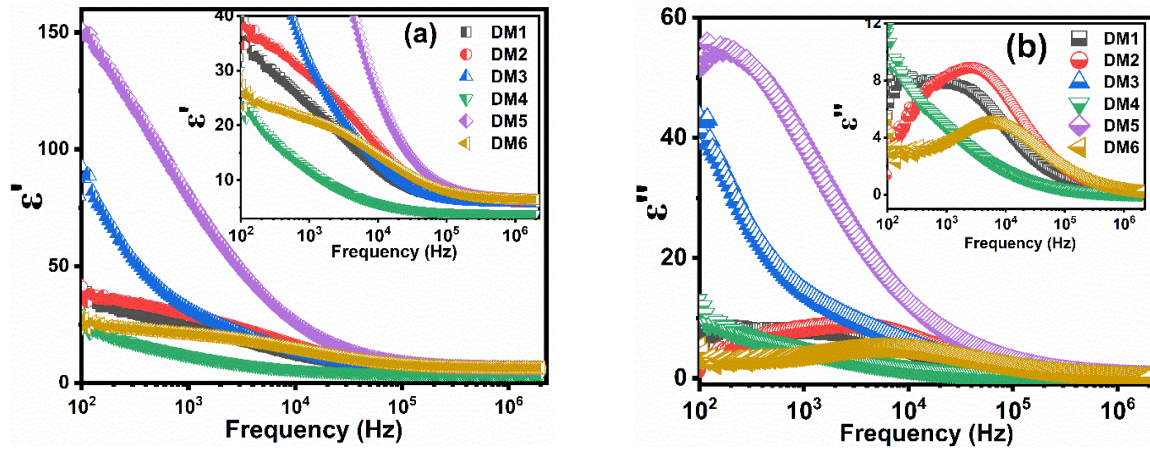 (a)
DM1
DM2
DM3
DM4
DM5
DM6
ε'
150
100
50
0
10²
10³
10⁴
10⁵
10⁶
Frequency (Hz)
ε'
40
30
20
10
10²
10³
10⁴
10⁵
10⁶
Frequency (Hz)
(b)
DM1
DM2
DM3
DM4
DM5
DM6
ε''
60
40
20
0
10²
10³
10⁴
10⁵
10⁶
Frequency (Hz)
ε''
12
8
4
0
10²
10³
10⁴
10⁵
10⁶
Frequency (Hz)